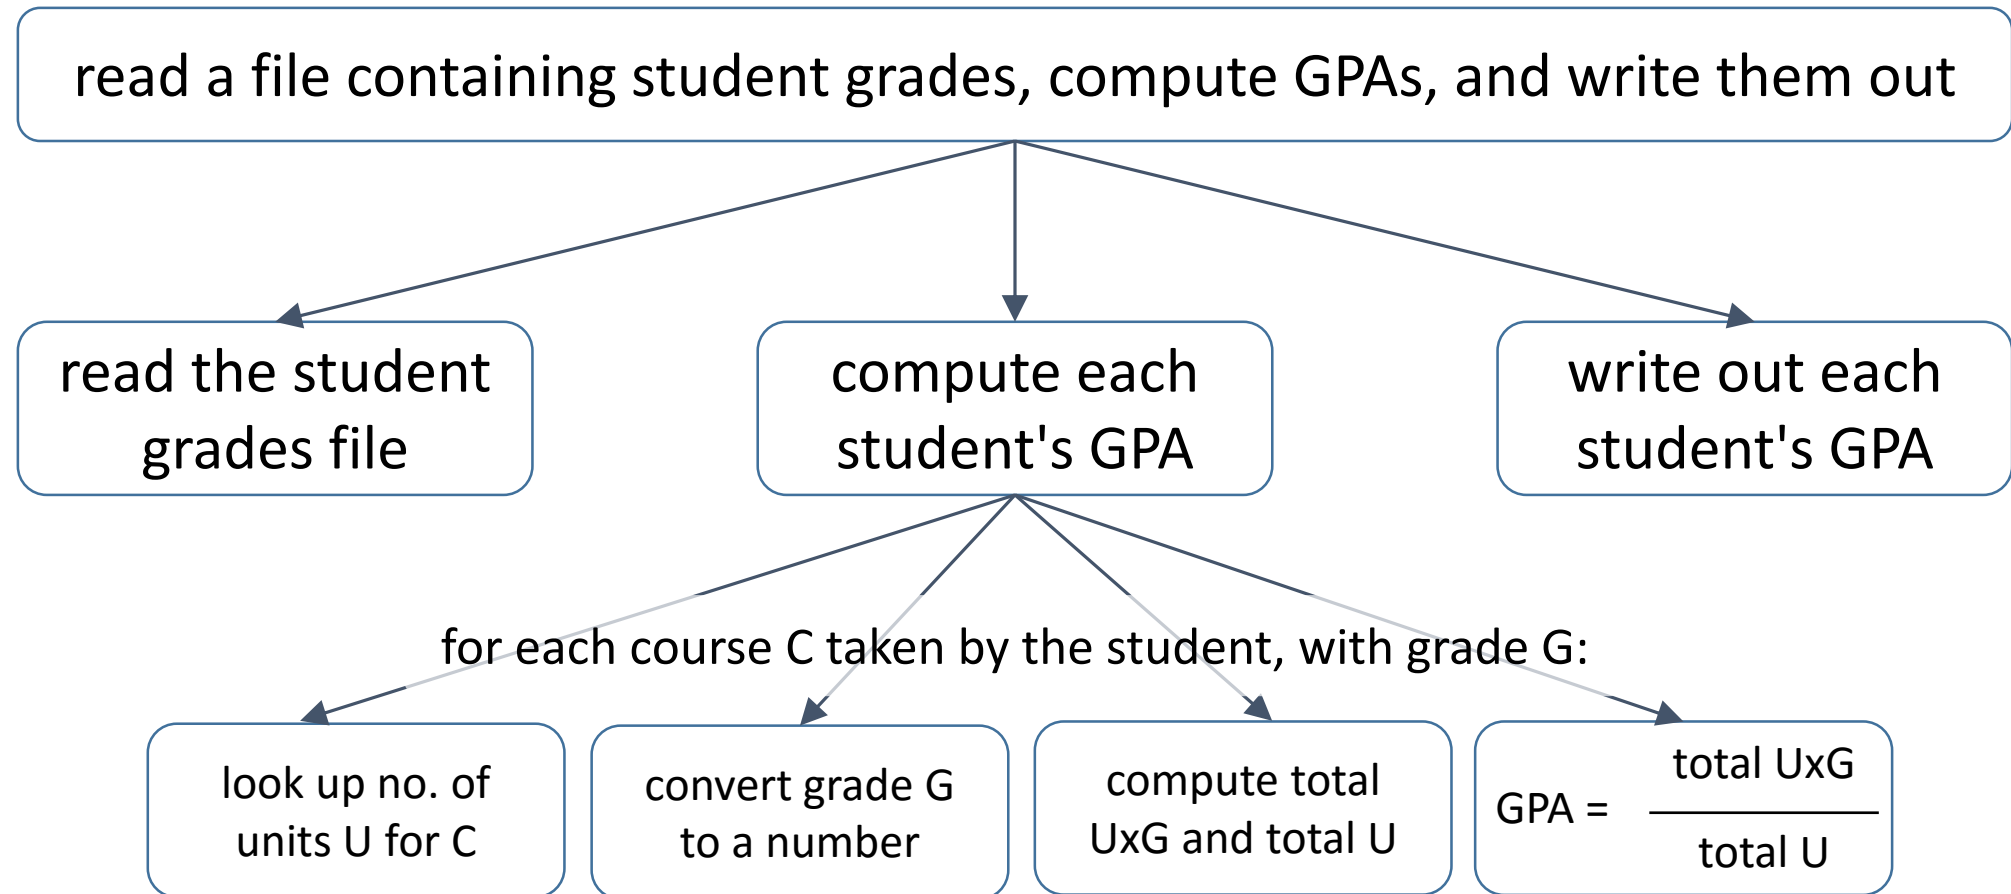 read a file containing student grades, compute GPAs, and write them out
read the student
grades file
compute each
student's GPA
write out each
student's GPA
for each course C taken by the student, with grade G:
look up no. of
units U for C
convert grade G
to a number
compute total
UxG and total U
GPA =
total UxG
total U